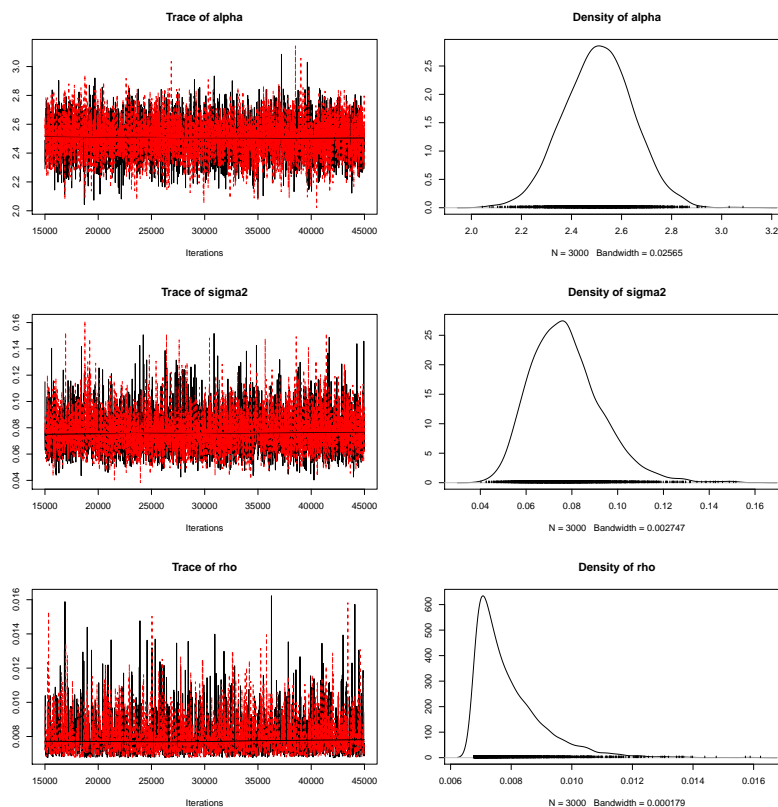 Trace of alpha
3.0
2.8
2.6
2.4
2.2
2.0
15000 20000 25000 30000 35000 40000 45000
Iterations
Density of alpha
2.5
2.0
1.5
1.0
0.5
0.0
2.0 2.2 2.4 2.6 2.8 3.0 3.2
N = 3000 Bandwidth = 0.02565
Trace of sigma2
0.16
0.14
0.12
0.10
0.08
0.06
0.04
15000 20000 25000 30000 35000 40000 45000
Iterations
Density of sigma2
25
20
15
10
5
0
0.04 0.06 0.08 0.10 0.12 0.14 0.16
N = 3000 Bandwidth = 0.002747
Trace of rho
0.016
0.014
0.012
0.010
0.008
15000 20000 25000 30000 35000 40000 45000
Iterations
Density of rho
600
500
400
300
200
100
0
0.006 0.008 0.010 0.012 0.014 0.016
N = 3000 Bandwidth = 0.000179